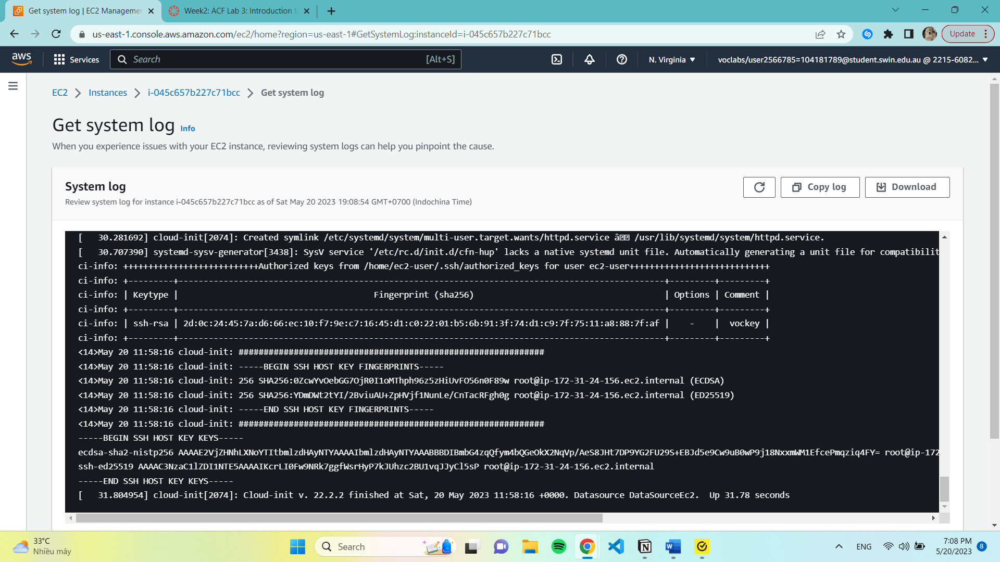 Get system log | EC2 Managemen
Week2: ACF Lab 3: Introduction t
us-east-1.console.aws.amazon.com/ec2/home?region=us-east-1#GetSystemLog:instanceId=i-045c657b227c71bcc
Update
aws
Services
Search
[Alt+S]
N. Virginia
voclabs/user2566785=104181789@student.swin.edu.au @ 2215-6082...
EC2
Instances
i-045c657b227c71bcc
Get system log
Get system log Info
When you experience issues with your EC2 instance, reviewing system logs can help you pinpoint the cause.
System log
Copy log
Download
Review system log for instance i-045c657b227c71bcc as of Sat May 20 2023 19:08:54 GMT+0700 (Indochina Time)
[   30.281692] cloud-init[2074]: Created symlink /etc/systemd/system/multi-user.target.wants/httpd.service â /usr/lib/systemd/system/httpd.service.
[   30.707390] systemd-sysv-generator[3438]: SysV service '/etc/rc.d/init.d/cfn-hup' lacks a native systemd unit file. Automatically generating a unit file for compatibilit
ci-info: +++++++++++++++++++++++++++Authorized keys from /home/ec2-user/.ssh/authorized_keys for user ec2-user++++++++++++++++++++++++++++
ci-info: +---------+-------------------------------------------------------------------------------------------------+---------+---------+
ci-info: | Keytype |                                       Fingerprint (sha256)                                      | Options | Comment |
ci-info: +---------+-------------------------------------------------------------------------------------------------+---------+---------+
ci-info: | ssh-rsa | 2d:0c:24:45:7a:d6:66:ec:10:f7:9e:c7:16:45:d1:c0:22:01:b5:6b:91:3f:74:d1:c9:7f:75:11:a8:88:7f:af |    -    |  vockey |
ci-info: +---------+-------------------------------------------------------------------------------------------------+---------+---------+
<14>May 20 11:58:16 cloud-init: #############################################################
<14>May 20 11:58:16 cloud-init: -----BEGIN SSH HOST KEY FINGERPRINTS-----
<14>May 20 11:58:16 cloud-init: 256 SHA256:0ZcwYvOebGG7OjR0I1oMThph96z5zHiUvFO56n0F89w root@ip-172-31-24-156.ec2.internal (ECDSA)
<14>May 20 11:58:16 cloud-init: 256 SHA256:YDmDWt2tYI/2BviuAU+ZpHVjf1NunLe/CnTacRFgh0g root@ip-172-31-24-156.ec2.internal (ED25519)
<14>May 20 11:58:16 cloud-init: -----END SSH HOST KEY FINGERPRINTS-----
<14>May 20 11:58:16 cloud-init: #############################################################
-----BEGIN SSH HOST KEY KEYS-----
ecdsa-sha2-nistp256 AAAAE2VjZHNhLXNoYTItbmlzdHAyNTYAAAAIbmlzdHAyNTYAAABBBDIBmbG4zqQfym4bQGeOkX2NqVp/AeS8JHt7DP9YG2FU29S+EBJd5e9Cw9uB0wP9j18NxxmWM1EfcePmqziq4FY= root@ip-172
ssh-ed25519 AAAAC3NzaC1lZDI1NTE5AAAAIKcrLI0Fw9NRk7ggfWsrHyP7kJUhzc2BU1vqJJyCl5sP root@ip-172-31-24-156.ec2.internal
-----END SSH HOST KEY KEYS-----
[   31.804954] cloud-init[2074]: Cloud-init v. 22.2.2 finished at Sat, 20 May 2023 11:58:16 +0000. Datasource DataSourceEc2.  Up 31.78 seconds
33°C
Nhiều mây
Search
ENG
7:08 PM
5/20/2023
8